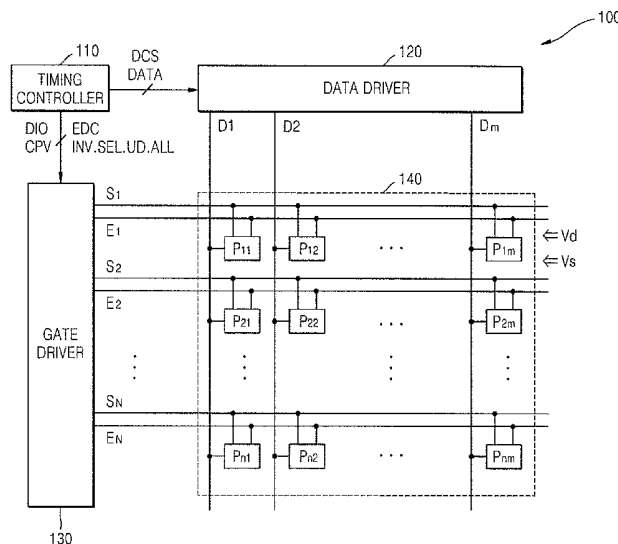 100
110
120
TIMING CONTROLLER
DCS
DATA
DATA DRIVER
DIO
CPV
EDC
INV.SEL.UD.ALL
D1
D2
Dm
140
S1
E1
P11
P12
...
P1m
⇐Vd
⇐Vs
S2
E2
P21
P22
...
P2m
GATE DRIVER
SN
EN
Pn1
Pn2
...
Pnm
130